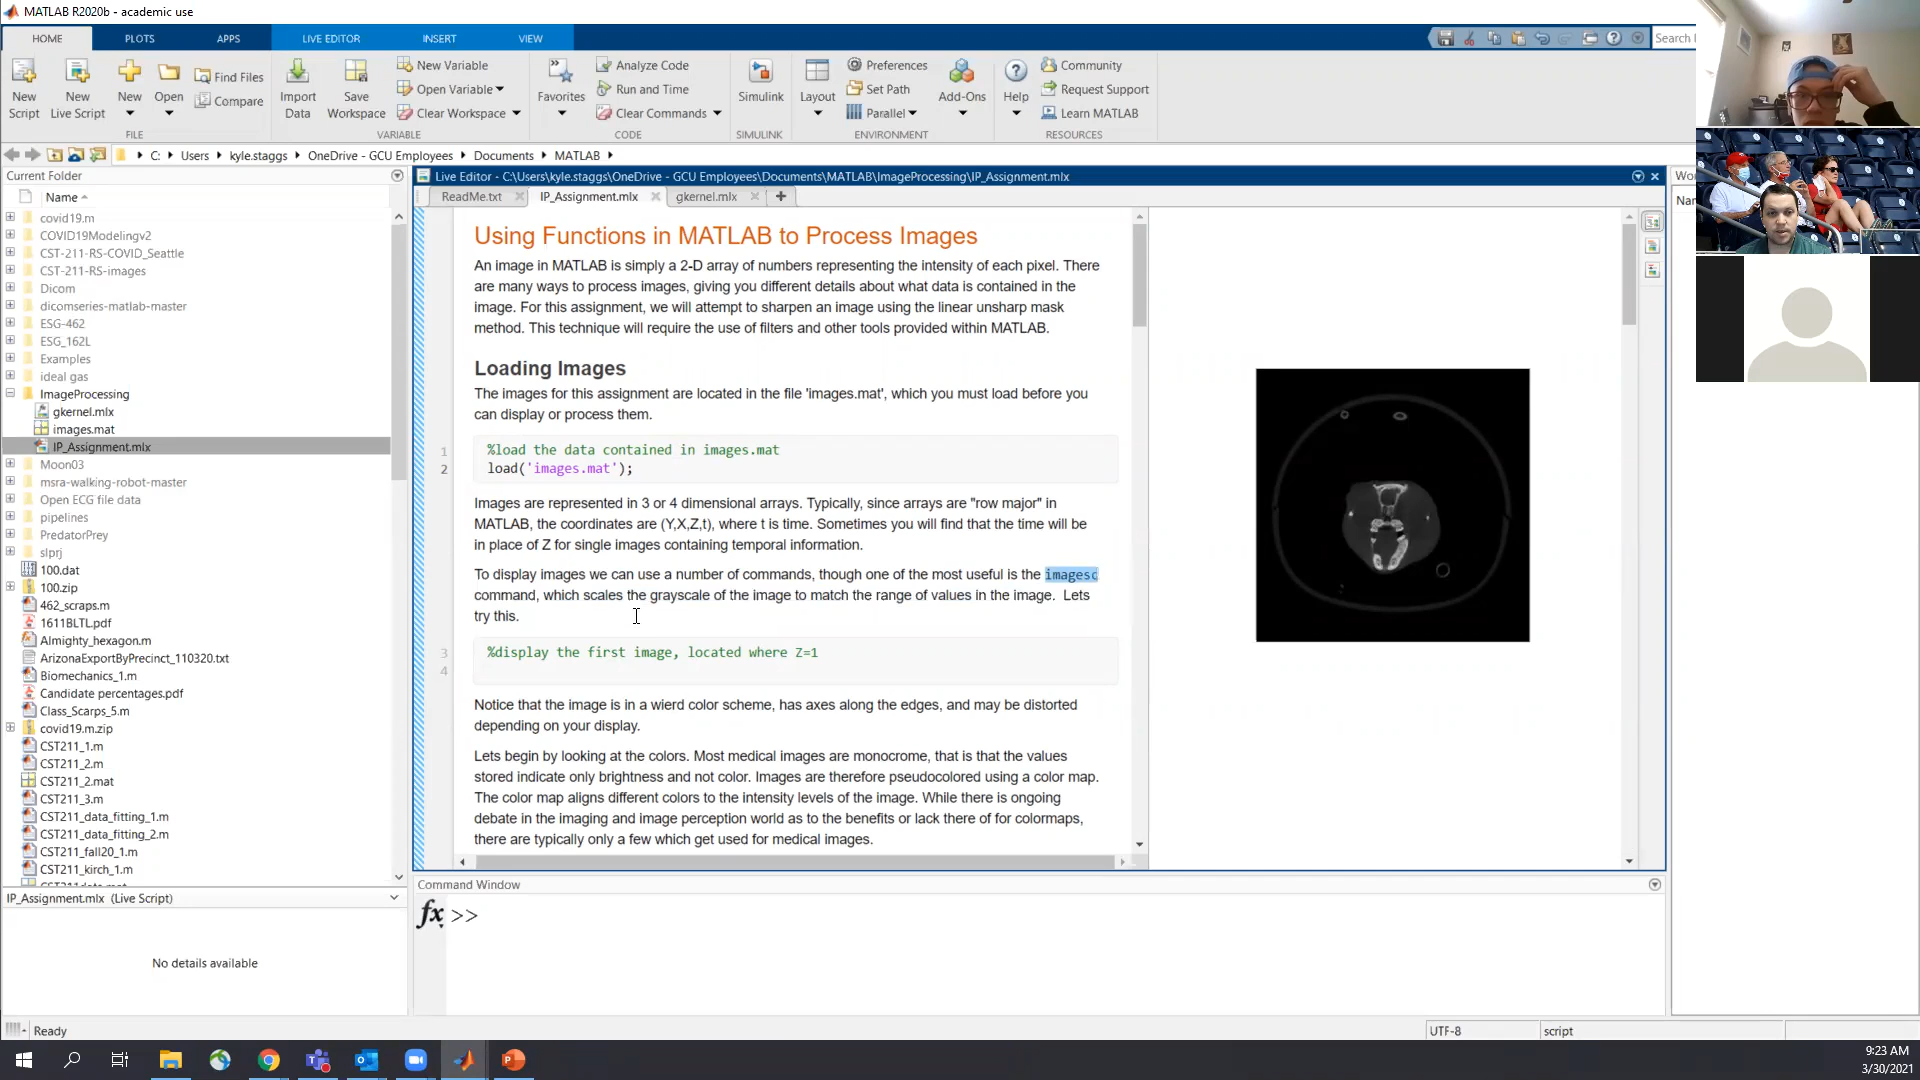 MATLAB R2020b - academic use
HOME PLOTS APPS LIVE EDITOR INSERT VIEW
Search
New Script
New Live Script
New
Open
Find Files
Compare
FILE
Import Data
Save Workspace
New Variable
Open Variable
Clear Workspace
VARIABLE
Favorites
Analyze Code
Run and Time
Clear Commands
CODE
Simulink
SIMULINK
Layout
Preferences
Set Path
Parallel
Add-Ons
ENVIRONMENT
Help
Community
Request Support
Learn MATLAB
RESOURCES
C: Users kyle.staggs OneDrive - GCU Employees Documents MATLAB
Current Folder
Name
covid19.m
COVID19Modelingv2
CST-211-RS-COVID_Seattle
CST-211-RS-images
Dicom
dicomseries-matlab-master
ESG-462
ESG_162L
Examples
ideal gas
ImageProcessing
gkernel.mlx
images.mat
IP_Assignment.mlx
Moon03
msra-walking-robot-master
Open ECG file data
pipelines
PredatorPrey
slprj
100.dat
100.zip
462_scraps.m
1611BLTL.pdf
Almighty_hexagon.m
ArizonaExportByPrecinct_110320.txt
Biomechanics_1.m
Candidate percentages.pdf
Class_Scarps_5.m
covid19.m.zip
CST211_1.m
CST211_2.m
CST211_2.mat
CST211_3.m
CST211_data_fitting_1.m
CST211_data_fitting_2.m
CST211_fall20_1.m
CST211_kirch_1.m
IP_Assignment.mlx (Live Script)
No details available
Live Editor - C:\Users\kyle.staggs\OneDrive - GCU Employees\Documents\MATLAB\ImageProcessing\IP_Assignment.mlx
ReadMe.txt IP_Assignment.mlx gkernel.mlx
Using Functions in MATLAB to Process Images
An image in MATLAB is simply a 2-D array of numbers representing the intensity of each pixel. There
are many ways to process images, giving you different details about what data is contained in the
image. For this assignment, we will attempt to sharpen an image using the linear unsharp mask
method. This technique will require the use of filters and other tools provided within MATLAB.
Loading Images
The images for this assignment are located in the file 'images.mat', which you must load before you
can display or process them.
1 %load the data contained in images.mat
2 load('images.mat');
Images are represented in 3 or 4 dimensional arrays. Typically, since arrays are "row major" in
MATLAB, the coordinates are (Y,X,Z,t), where t is time. Sometimes you will find that the time will be
in place of Z for single images containing temporal information.
To display images we can use a number of commands, though one of the most useful is the imagesc
command, which scales the grayscale of the image to match the range of values in the image. Lets
try this.
3 %display the first image, located where Z=1
4
Notice that the image is in a wierd color scheme, has axes along the edges, and may be distorted
depending on your display.
Lets begin by looking at the colors. Most medical images are monocrome, that is that the values
stored indicate only brightness and not color. Images are therefore pseudocolored using a color map.
The color map aligns different colors to the intensity levels of the image. While there is ongoing
debate in the imaging and image perception world as to the benefits or lack there of for colormaps,
there are typically only a few which get used for medical images.
Command Window
fx >>
Ready
UTF-8
script
9:23 AM
3/30/2021